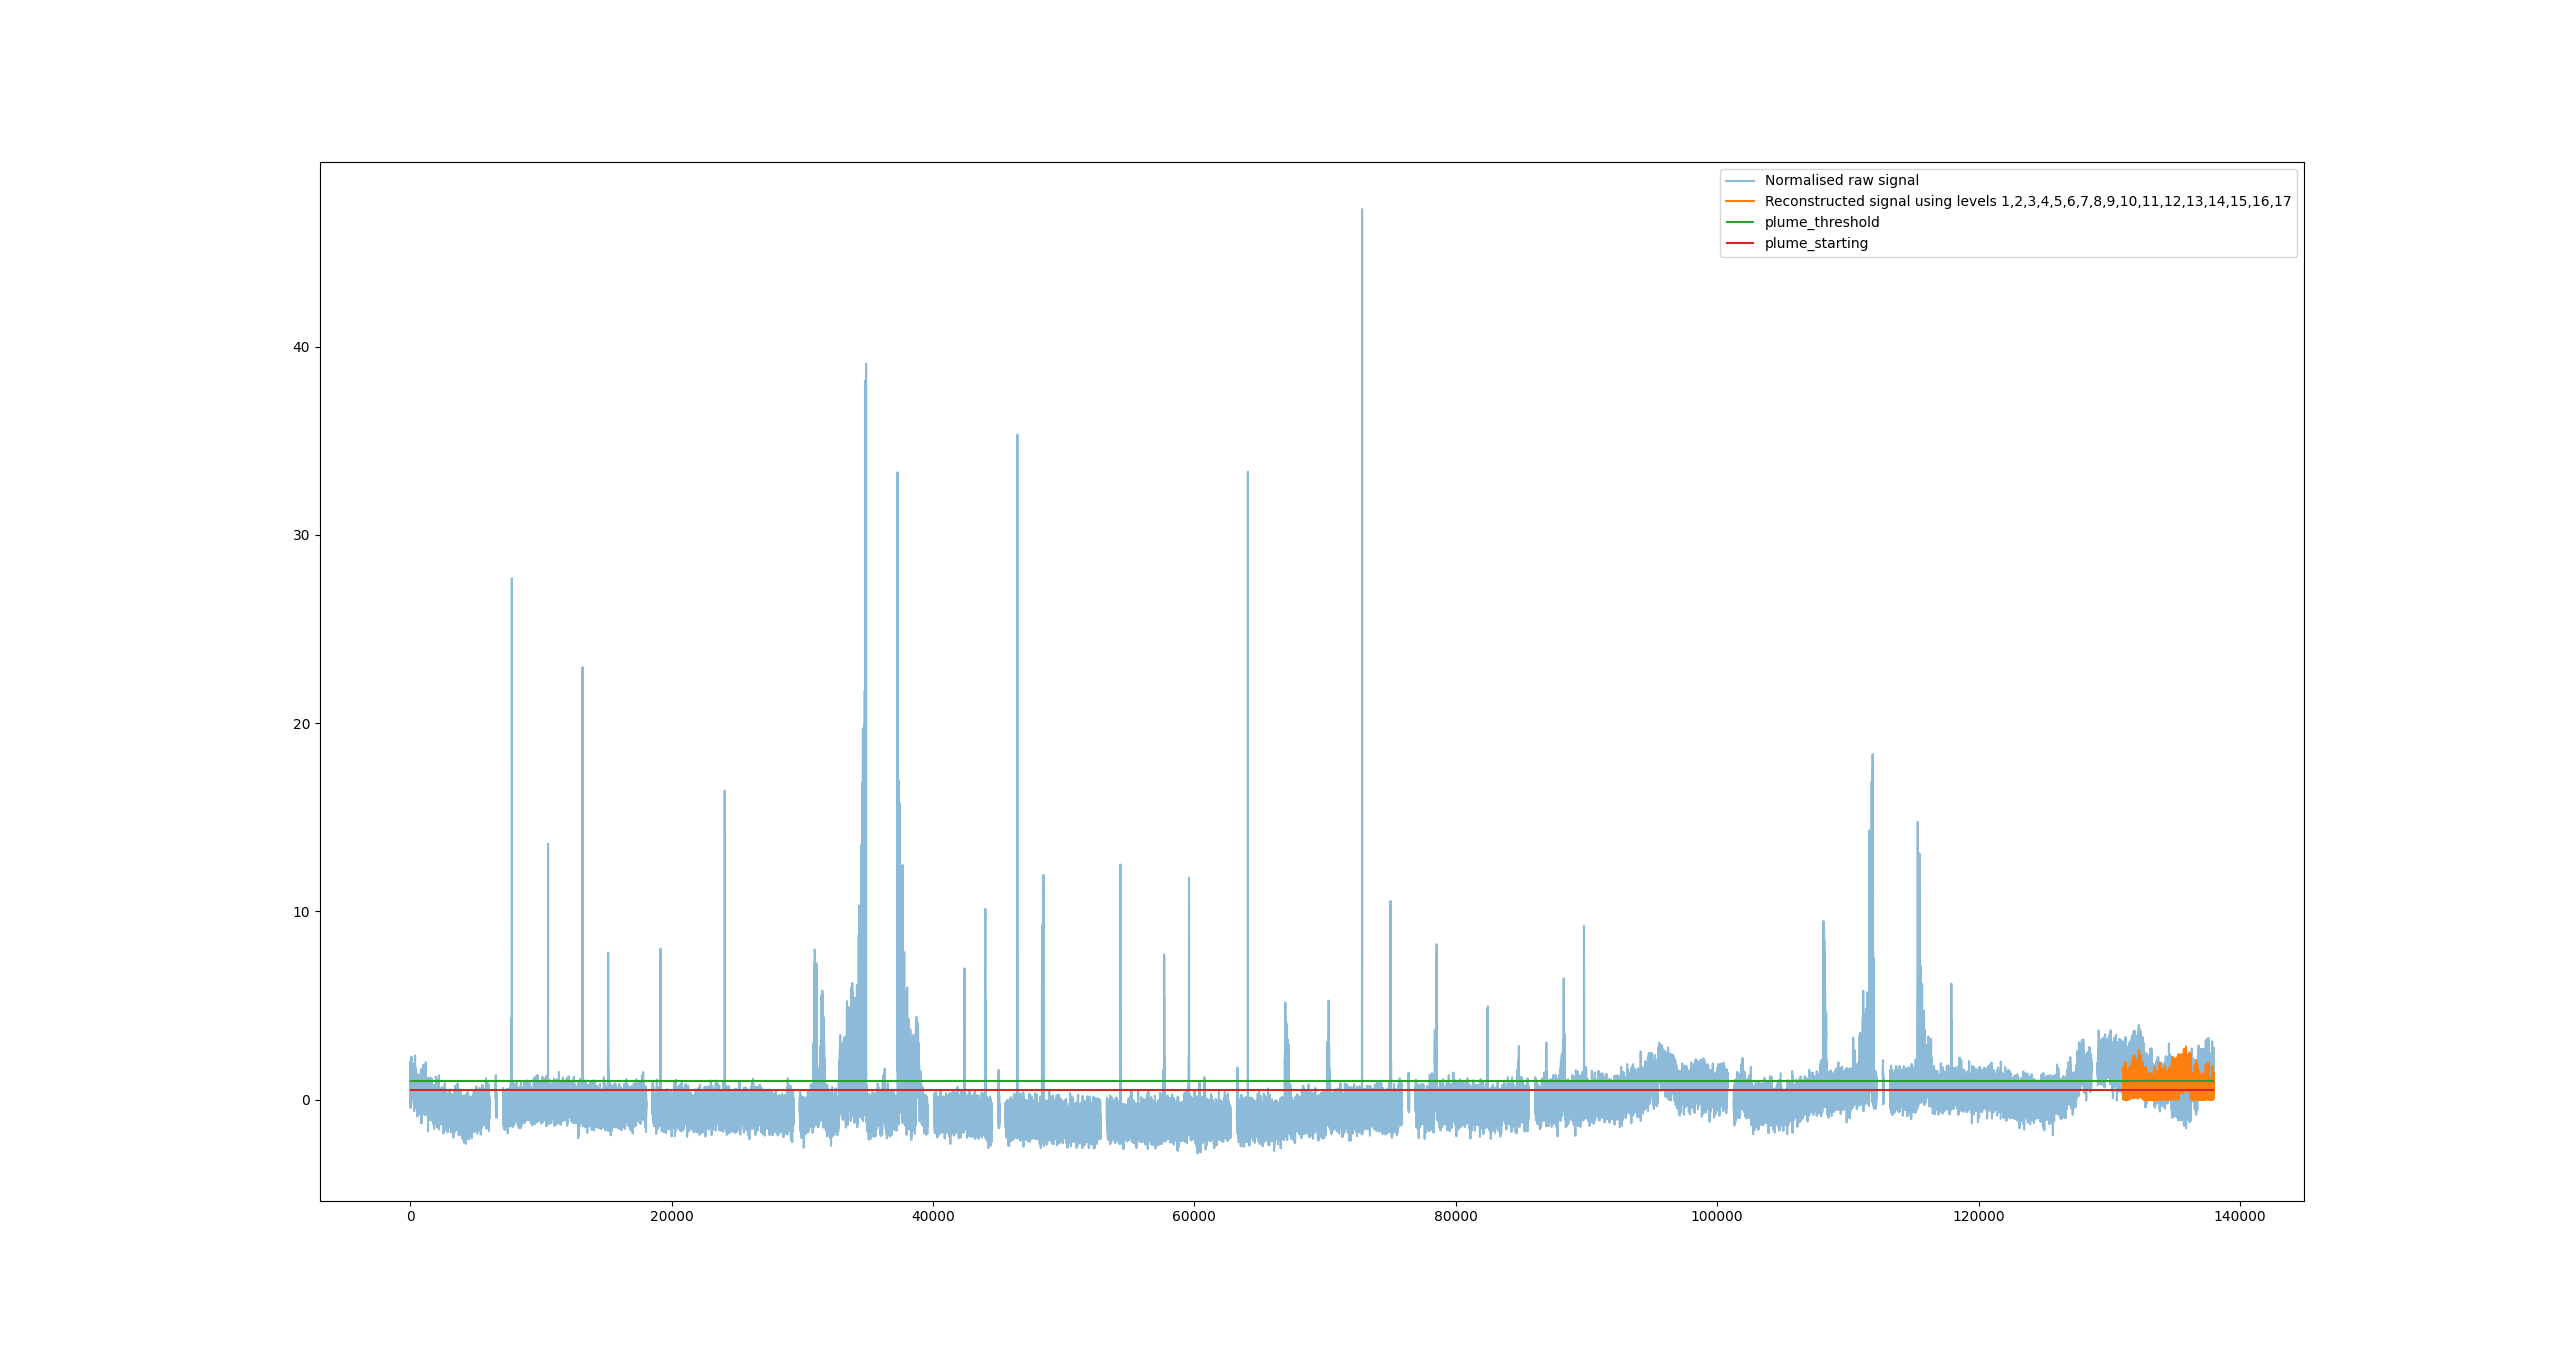 Normalised raw signal
Reconstructed signal using levels 1,2,3,4,5,6,7,8,9,10,11,12,13,14,15,16,17
plume_threshold
plume_starting
40
30
20
10
0
0 20000 40000 60000 80000 100000 120000 140000